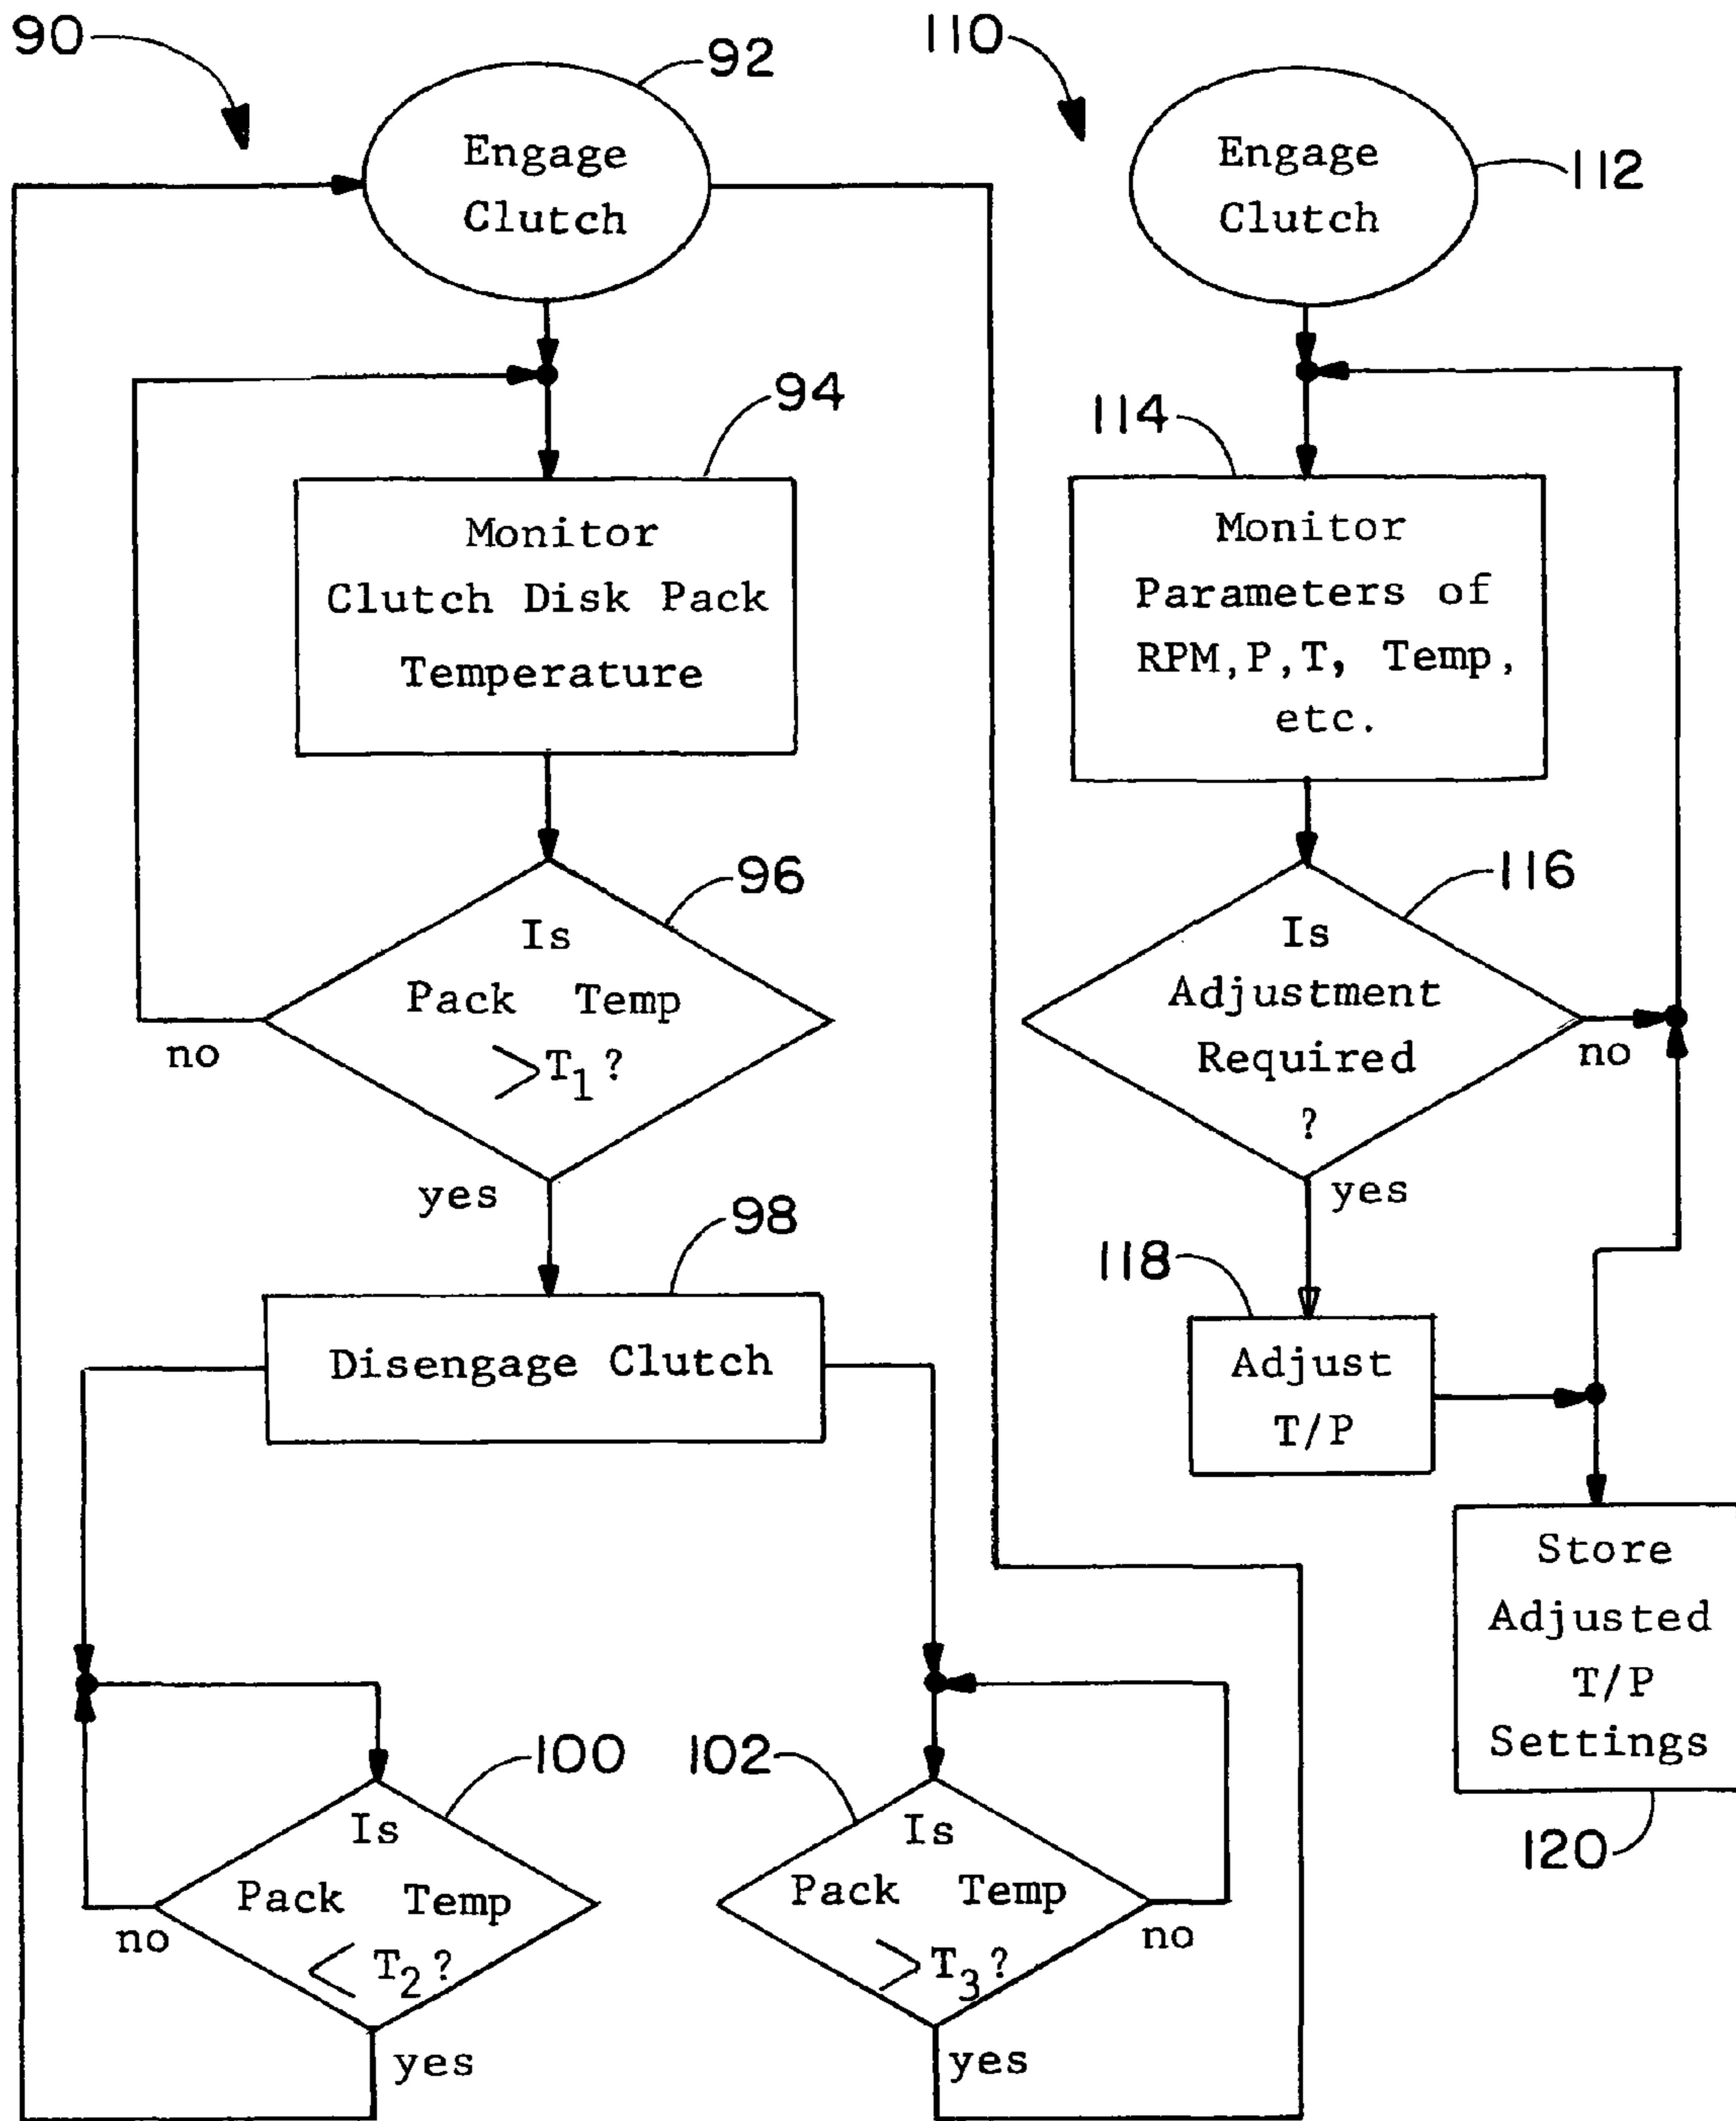 90
92
Engage
Clutch
94
Monitor
Clutch Disk Pack
Temperature
96
Is
Pack Temp
>T1?
no
yes
98
Disengage Clutch
100
Is
Pack Temp
<T2?
no
yes
102
Is
Pack Temp
>T3?
no
yes
110
112
Engage
Clutch
114
Monitor
Parameters of
RPM,P,T, Temp,
etc.
116
Is
Adjustment
Required
?
no
yes
118
Adjust
T/P
Store
Adjusted
T/P
Settings
120